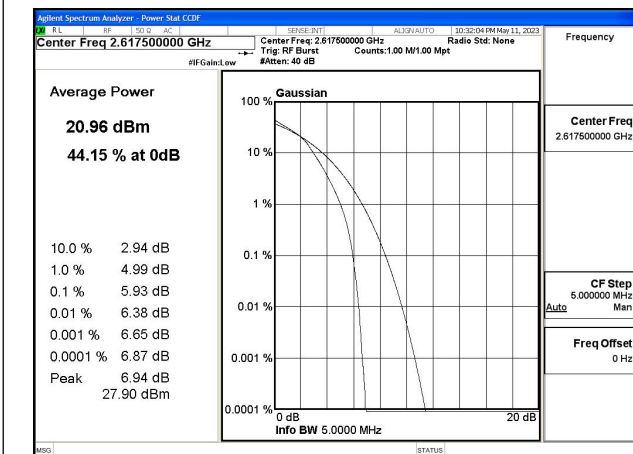 Agilent Spectrum Analyzer - Power Stat CCDF
LXI RL RF 50 Ω AC SENSE:INT ALIGN AUTO 10:32:04 PM May 11, 2023
Center Freq 2.617500000 GHz
Center Freq: 2.617500000 GHz Radio Std: None
Trig: RF Burst Counts:1.00 M/1.00 Mpt
#IFGain:Low #Atten: 40 dB
Frequency
Average Power
20.96 dBm
44.15 % at 0dB
10.0 % 2.94 dB
1.0 % 4.99 dB
0.1 % 5.93 dB
0.01 % 6.38 dB
0.001 % 6.65 dB
0.0001 % 6.87 dB
Peak 6.94 dB
27.90 dBm
Gaussian
100 %
10 %
1 %
0.1 %
0.01 %
0.001 %
0.0001 %
0 dB 20 dB
Info BW 5.0000 MHz
Center Freq
2.617500000 GHz
CF Step
5.000000 MHz
Auto Man
Freq Offset
0 Hz
MSG STATUS